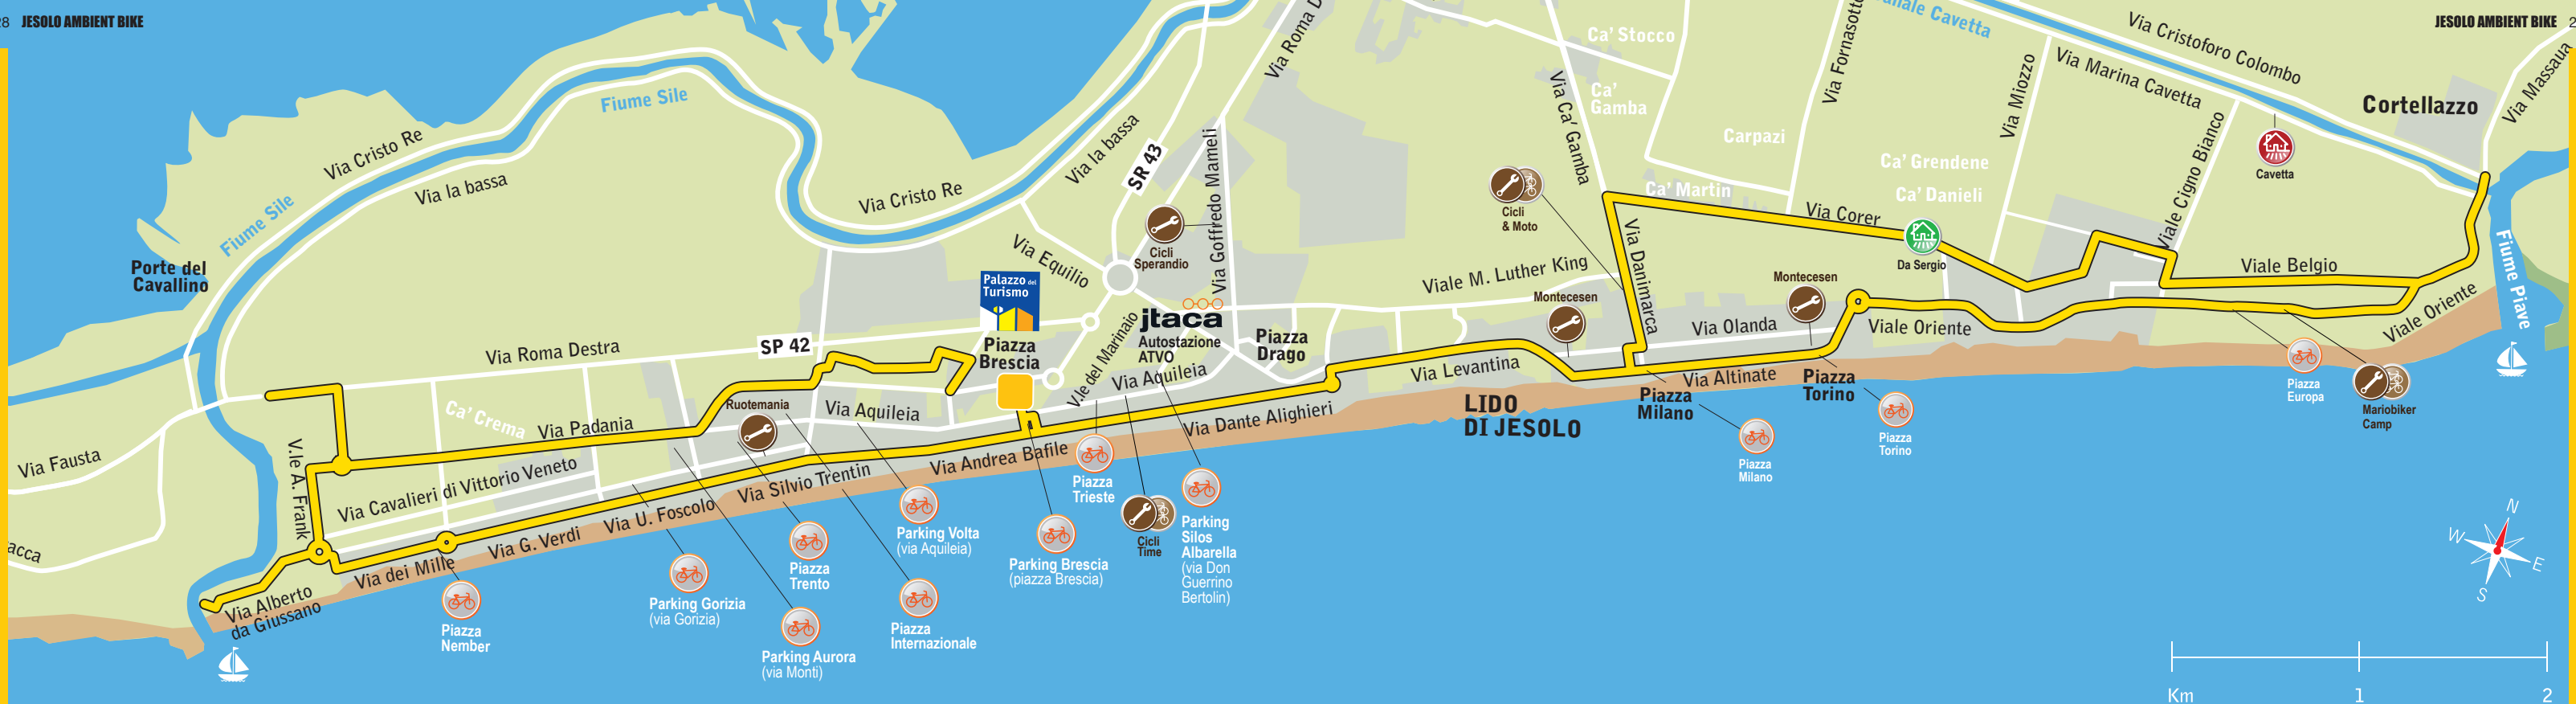 28 JESOLO AMBIENT BIKE
JESOLO AMBIENT BIKE 2
Via Roma D
Ca' Stocco
Via Fornasotto
anale Cavetta
Via Cristoforo Colombo
Via Marina Cavetta
Via Massaua
Via Miozzo
Cortellazzo
Fiume Sile
Via Cristo Re
Via la bassa
Fiume Sile
Via la bassa
SR 43
Via Goffredo Mameli
Via Ca' Gamba
Ca'
Gamba
Carpazi
Ca' Grendene
Ca' Danieli
Ca' Martin
Viale Cigno Bianco
Cavetta
Via Cristo Re
Cicli
& Moto
Via Corer
Da Sergio
Via Danimarca
Porte del
Cavallino
Via Equilio
Cicli
Sperandio
Palazzo del
Turismo
Piazza
Brescia
jtaca
Autostazione
ATVO
V.le del Marinaio
Piazza
Drago
Viale M. Luther King
Montecesen
Montecesen
Via Olanda
Viale Oriente
Viale Belgio
Viale Oriente
Fiume Piave
SP 42
Via Roma Destra
Via Aquileia
Via Levantina
Via Altinate
Piazza
Milano
Piazza
Torino
LIDO
DI JESOLO
Piazza
Europa
Mariobiker
Camp
Ca' Crema
Via Padania
Ruotemania
Via Aquileia
Via Dante Alighieri
Via Andrea Bafile
Via Silvio Trentin
Via U. Foscolo
Via G. Verdi
Via dei Mille
Via Cavalieri di Vittorio Veneto
V.le A. Frank
Via Fausta
acca
Via Alberto
da Giussano
Piazza
Nember
Parking Gorizia
(via Gorizia)
Parking Aurora
(via Monti)
Piazza
Trento
Piazza
Internazionale
Parking Volta
(via Aquileia)
Parking Brescia
(piazza Brescia)
Piazza
Trieste
Cicli
Time
Parking
Silos
Albarella
(via Don
Guerrino
Bertolin)
Piazza
Milano
Piazza
Torino
N
W
E
S
Km 1 2